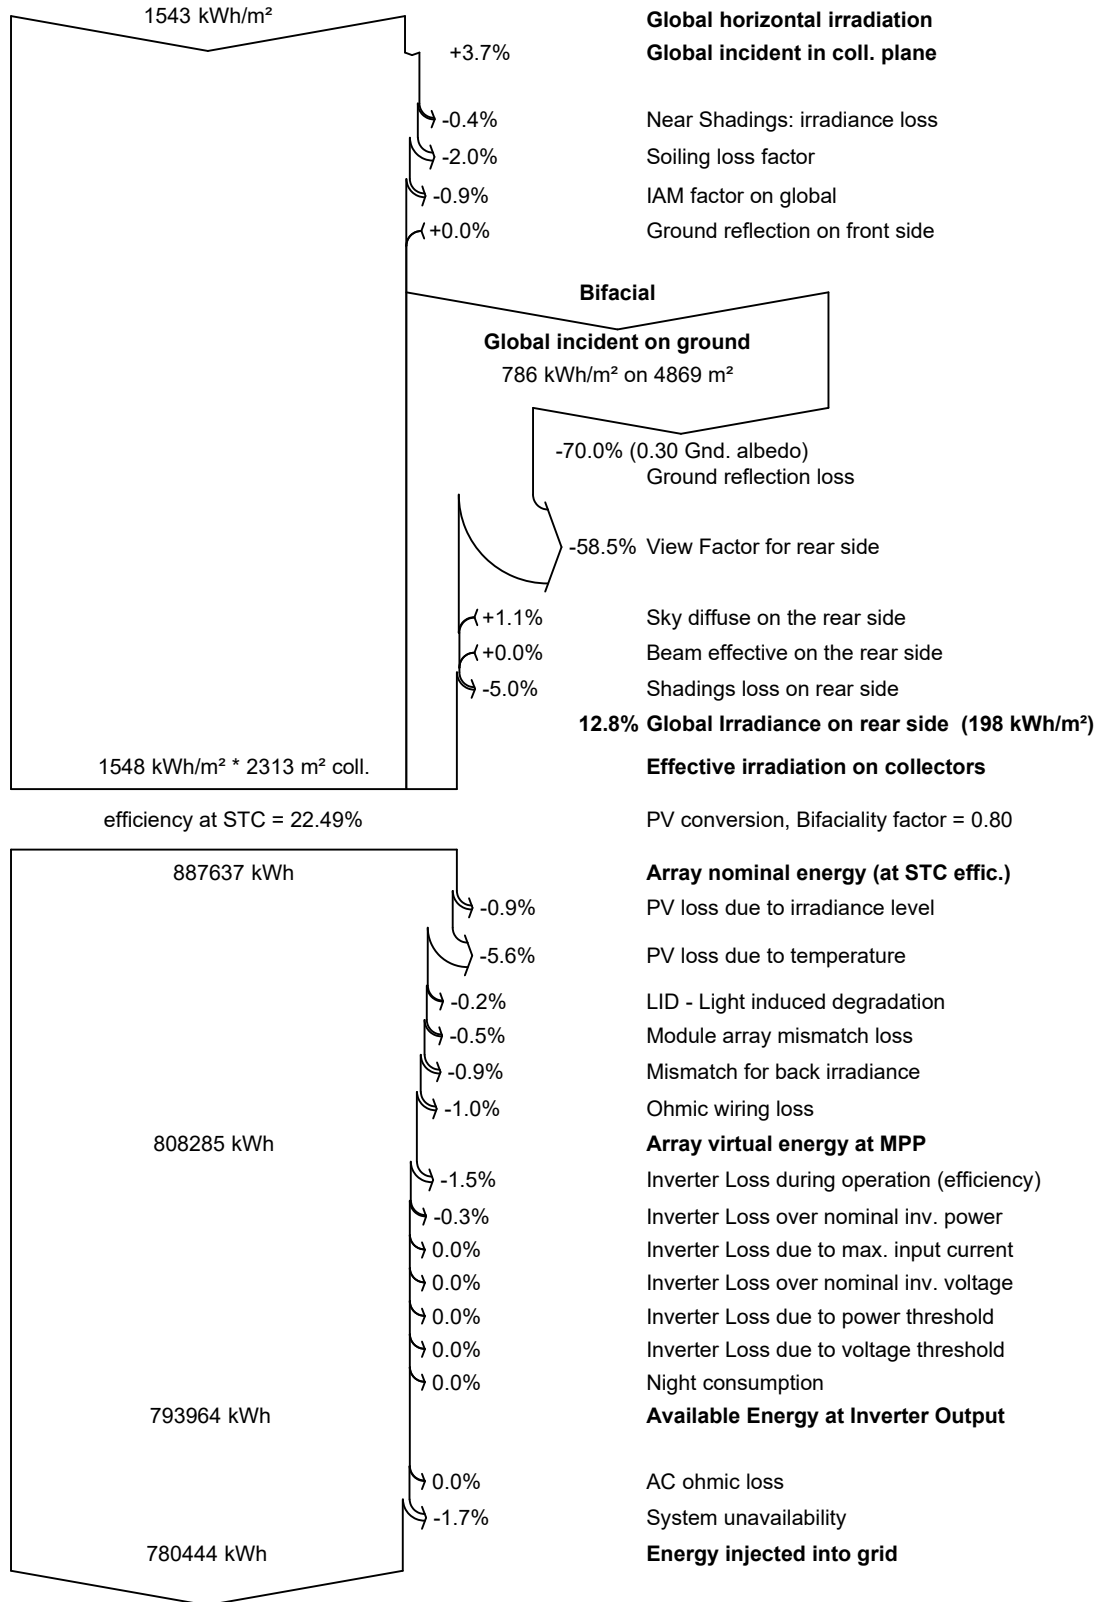 1543 kWh/m² Global horizontal irradiation
+3.7% Global incident in coll. plane
-0.4% Near Shadings: irradiance loss
-2.0% Soiling loss factor
-0.9% IAM factor on global
+0.0% Ground reflection on front side
Bifacial
Global incident on ground
786 kWh/m² on 4869 m²
-70.0% (0.30 Gnd. albedo)
Ground reflection loss
-58.5% View Factor for rear side
+1.1% Sky diffuse on the rear side
+0.0% Beam effective on the rear side
-5.0% Shadings loss on rear side
12.8% Global Irradiance on rear side (198 kWh/m²)
1548 kWh/m² * 2313 m² coll. Effective irradiation on collectors
efficiency at STC = 22.49% PV conversion, Bifaciality factor = 0.80
887637 kWh Array nominal energy (at STC effic.)
-0.9% PV loss due to irradiance level
-5.6% PV loss due to temperature
-0.2% LID - Light induced degradation
-0.5% Module array mismatch loss
-0.9% Mismatch for back irradiance
-1.0% Ohmic wiring loss
808285 kWh Array virtual energy at MPP
-1.5% Inverter Loss during operation (efficiency)
-0.3% Inverter Loss over nominal inv. power
0.0% Inverter Loss due to max. input current
0.0% Inverter Loss over nominal inv. voltage
0.0% Inverter Loss due to power threshold
0.0% Inverter Loss due to voltage threshold
0.0% Night consumption
793964 kWh Available Energy at Inverter Output
0.0% AC ohmic loss
-1.7% System unavailability
780444 kWh Energy injected into grid